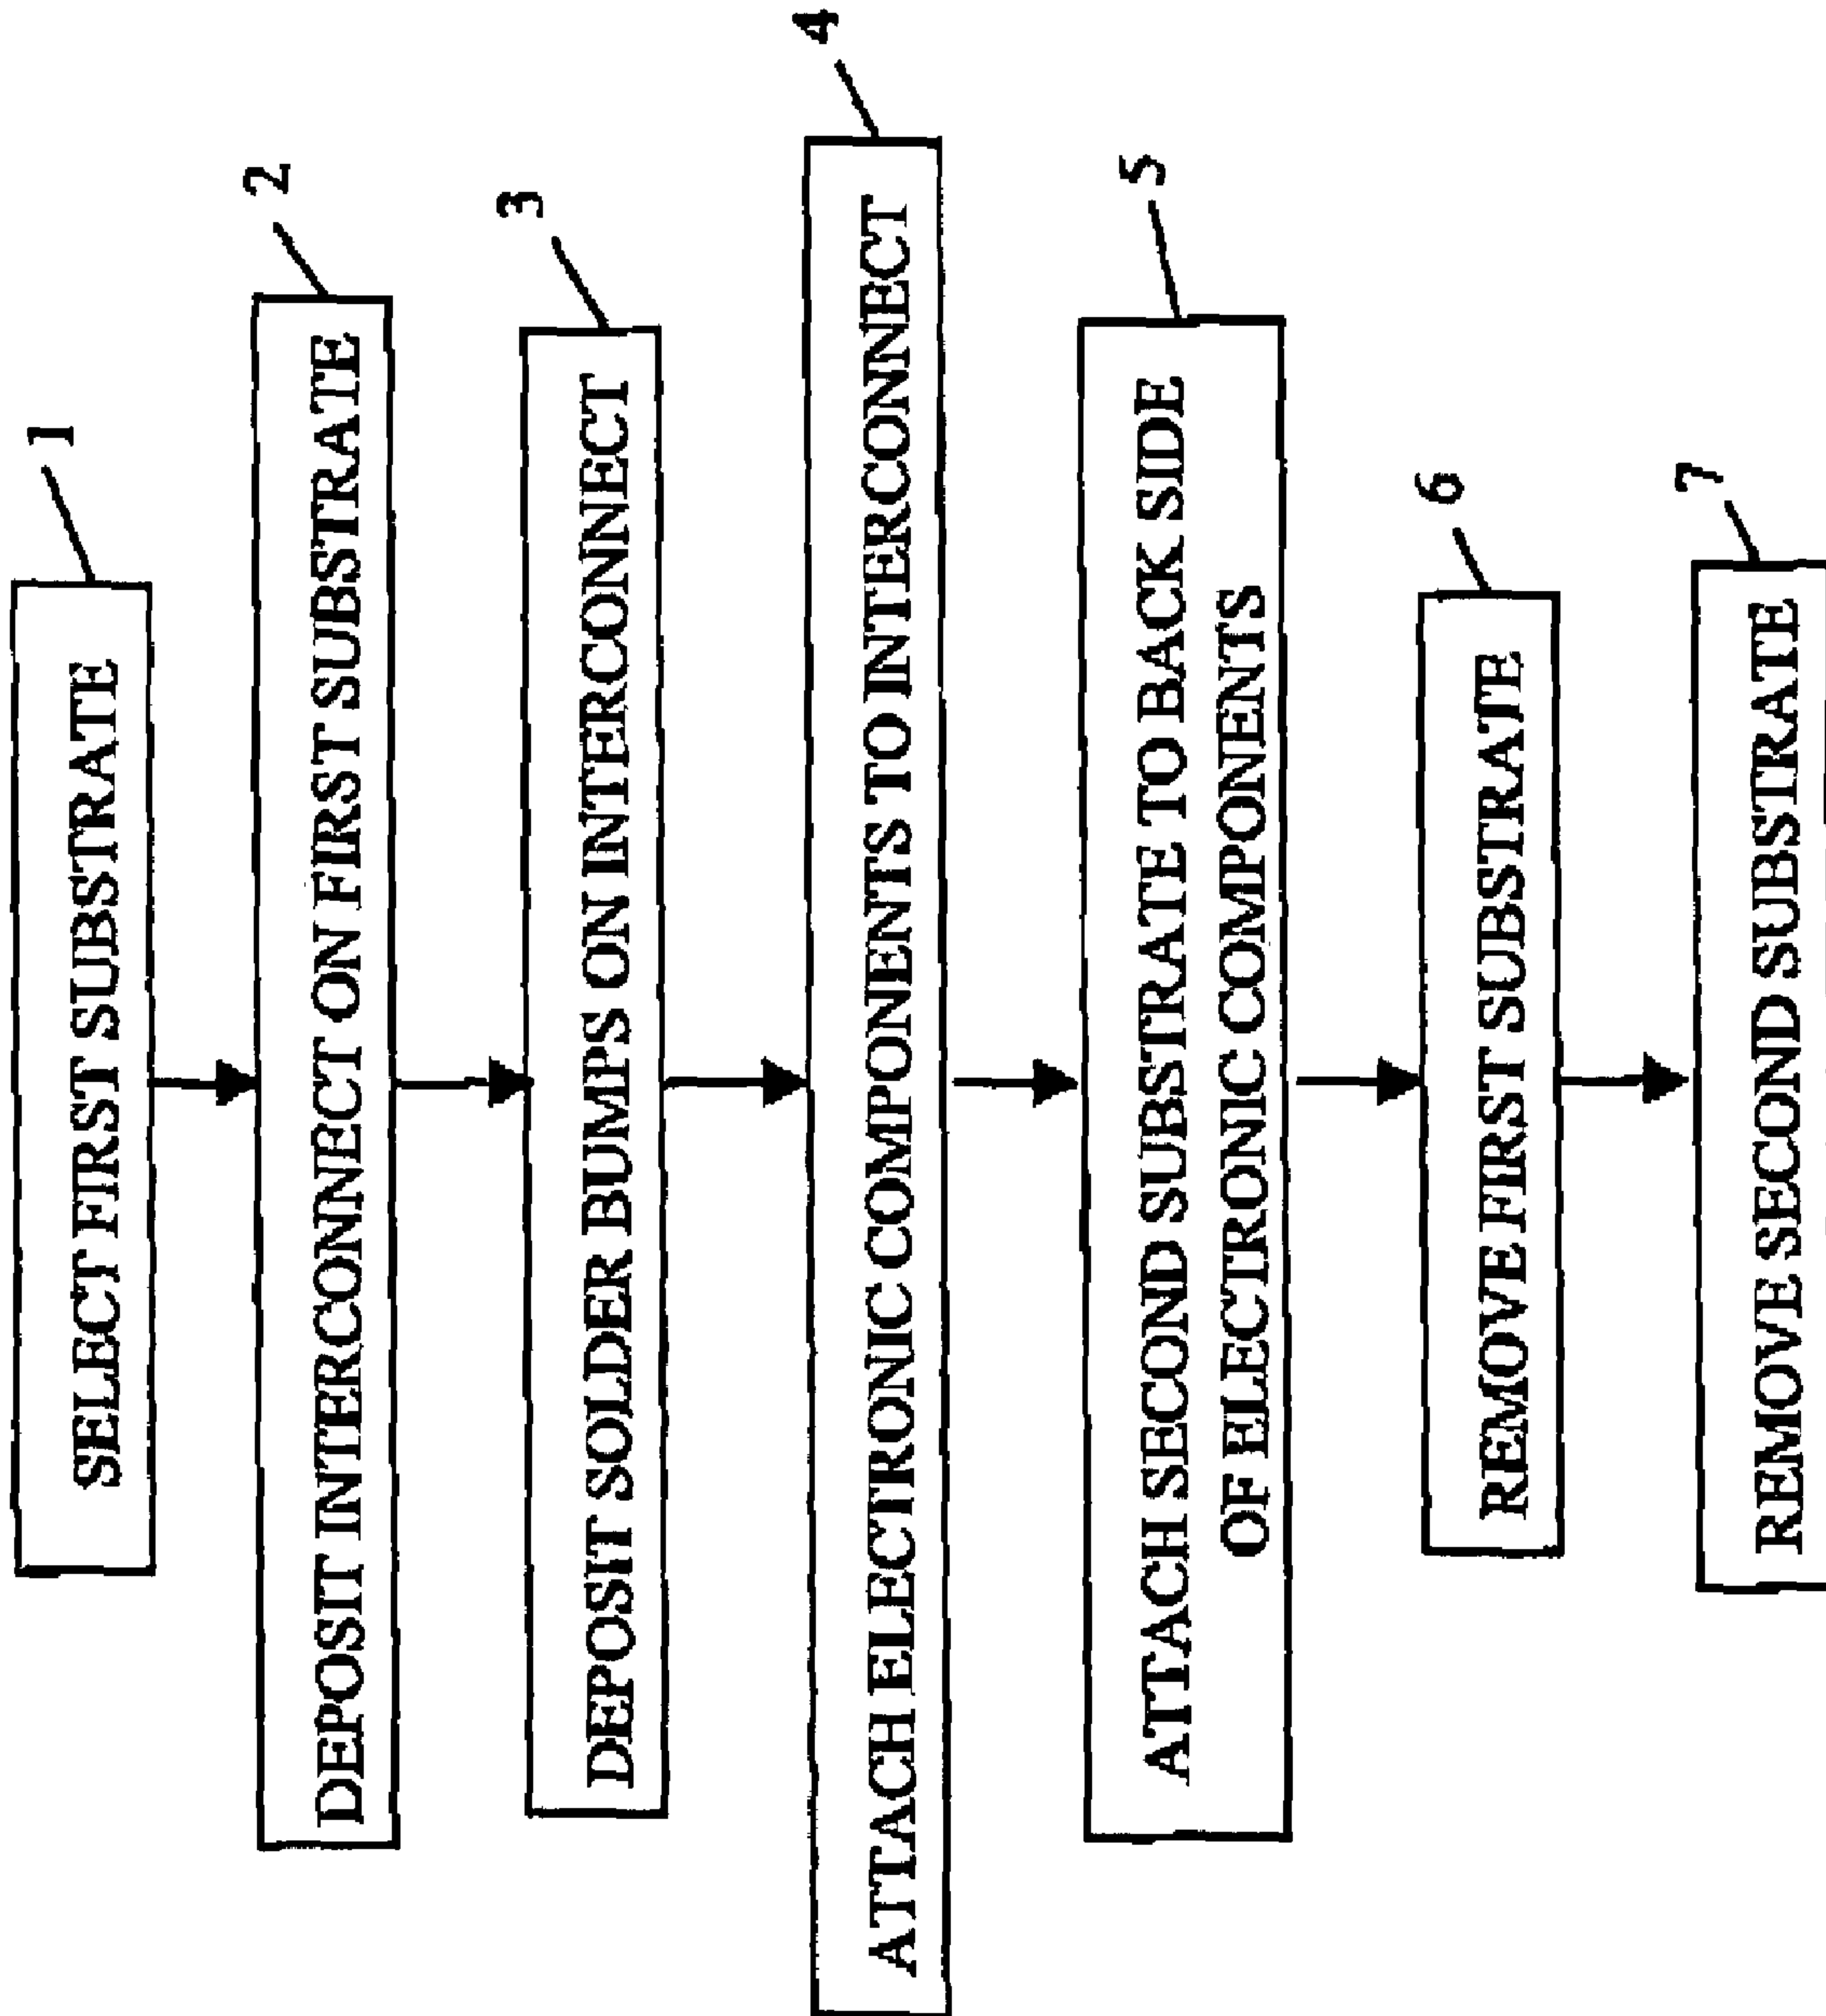 SELECT FIRST SUBSTRATE
1
DEPOSIT INTERCONNECT ON FIRST SUBSTRATE
2
DEPOSIT SOLDER BUMPS ON INTERCONNECT
3
ATTACH ELECTRONIC COMPONENTS TO INTERCONNECT
4
ATTACH SECOND SUBSTRATE TO BACK SIDE
OF ELECTRONIC COMPONENTS
5
REMOVE FIRST SUBSTRATE
6
REMOVE SECOND SUBSTRATE
7